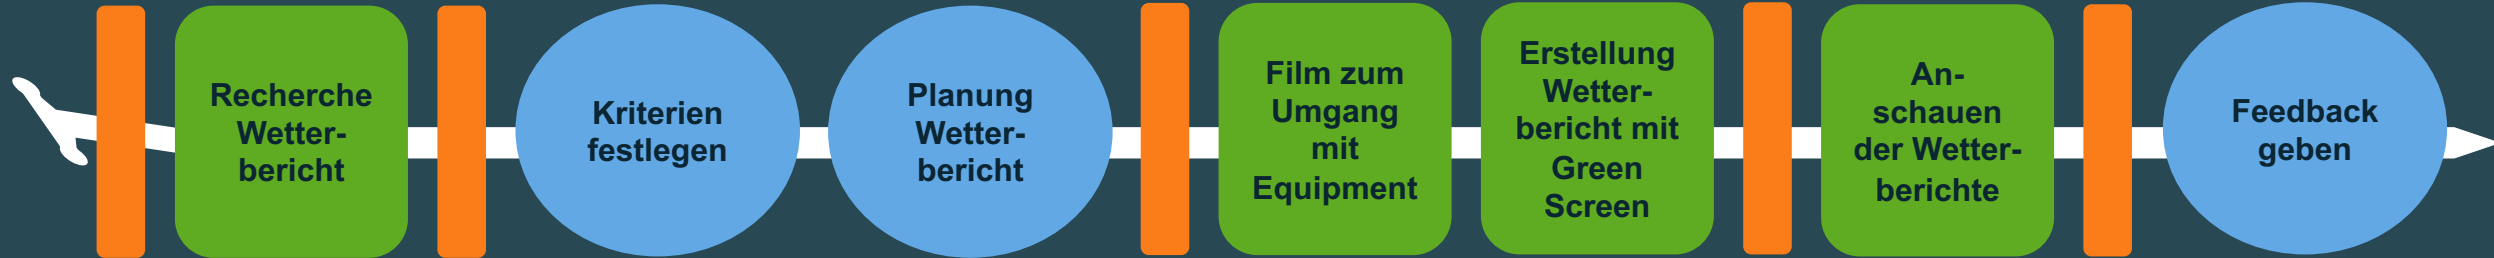 Recherche
Wetter-
bericht
Kriterien
festlegen
Planung
Wetter-
bericht
Film zum
Umgang
mit
Equipment
Erstellung
Wetter-
bericht mit
Green
Screen
An-
schauen
der Wetter-
berichte
Feedback
geben